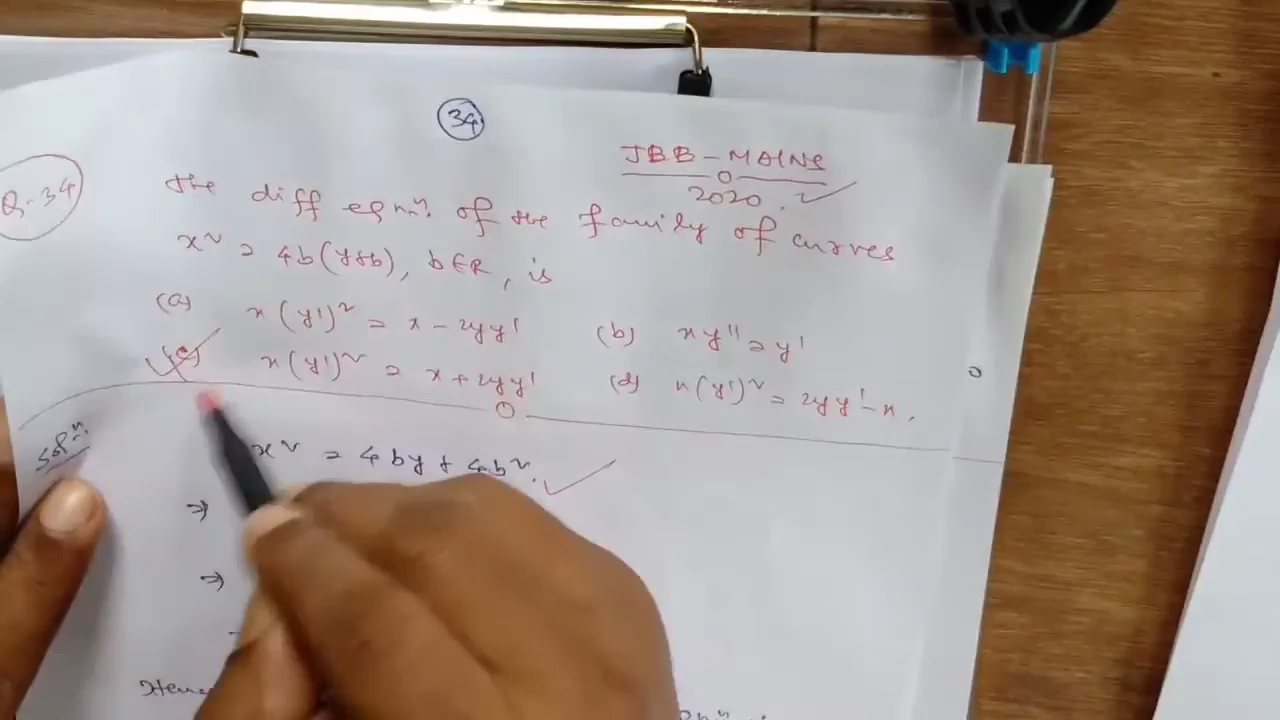 34
JEE-MAINS
2020.
Q.34
The diff eqnⁿ. of the family of curves
x² = 4b(y+b), b∈R, is
(a) x(y')² = x - 2yy' (b) xy'' = y'
(c) x(y')² = x + 2yy' (d) x(y')² = 2yy' - x.
Solⁿ
x² = 4by + 4b².
⇒
⇒